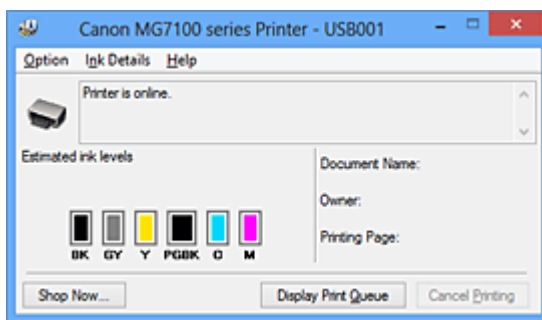 Canon MG7100 series Printer - USB001
Option Ink Details Help
Printer is online.
Estimated ink levels
Document Name:
Owner:
Printing Page:
BK GY Y PGBK C M
Shop Now... Display Print Queue Cancel Printing